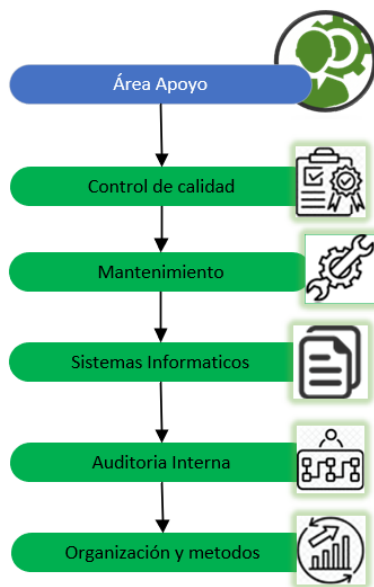 Área Apoyo
Control de calidad
Mantenimiento
Sistemas Informaticos
Auditoria Interna
Organización y metodos